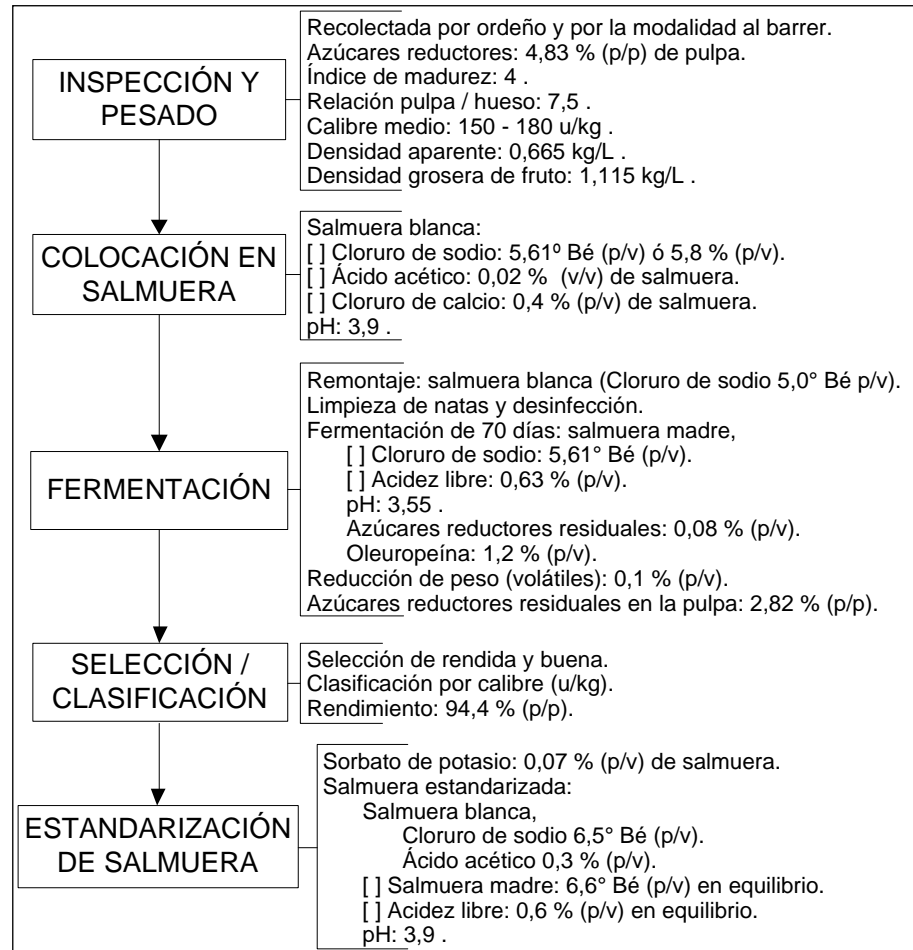 INSPECCIÓN Y
PESADO
Recolectada por ordeño y por la modalidad al barrer.
Azúcares reductores: 4,83 % (p/p) de pulpa.
Índice de madurez: 4 .
Relación pulpa / hueso: 7,5 .
Calibre medio: 150 - 180 u/kg .
Densidad aparente: 0,665 kg/L .
Densidad grosera de fruto: 1,115 kg/L .
COLOCACIÓN EN
SALMUERA
Salmuera blanca:
[ ] Cloruro de sodio: 5,61º Bé (p/v) ó 5,8 % (p/v).
[ ] Ácido acético: 0,02 % (v/v) de salmuera.
[ ] Cloruro de calcio: 0,4 % (p/v) de salmuera.
pH: 3,9 .
FERMENTACIÓN
Remontaje: salmuera blanca (Cloruro de sodio 5,0° Bé p/v).
Limpieza de natas y desinfección.
Fermentación de 70 días: salmuera madre,
[ ] Cloruro de sodio: 5,61° Bé (p/v).
[ ] Acidez libre: 0,63 % (p/v).
pH: 3,55 .
Azúcares reductores residuales: 0,08 % (p/v).
Oleuropeína: 1,2 % (p/v).
Reducción de peso (volátiles): 0,1 % (p/v).
Azúcares reductores residuales en la pulpa: 2,82 % (p/p).
SELECCIÓN /
CLASIFICACIÓN
Selección de rendida y buena.
Clasificación por calibre (u/kg).
Rendimiento: 94,4 % (p/p).
ESTANDARIZACIÓN
DE SALMUERA
Sorbato de potasio: 0,07 % (p/v) de salmuera.
Salmuera estandarizada:
Salmuera blanca,
Cloruro de sodio 6,5° Bé (p/v).
Ácido acético 0,3 % (p/v).
[ ] Salmuera madre: 6,6° Bé (p/v) en equilibrio.
[ ] Acidez libre: 0,6 % (p/v) en equilibrio.
pH: 3,9 .